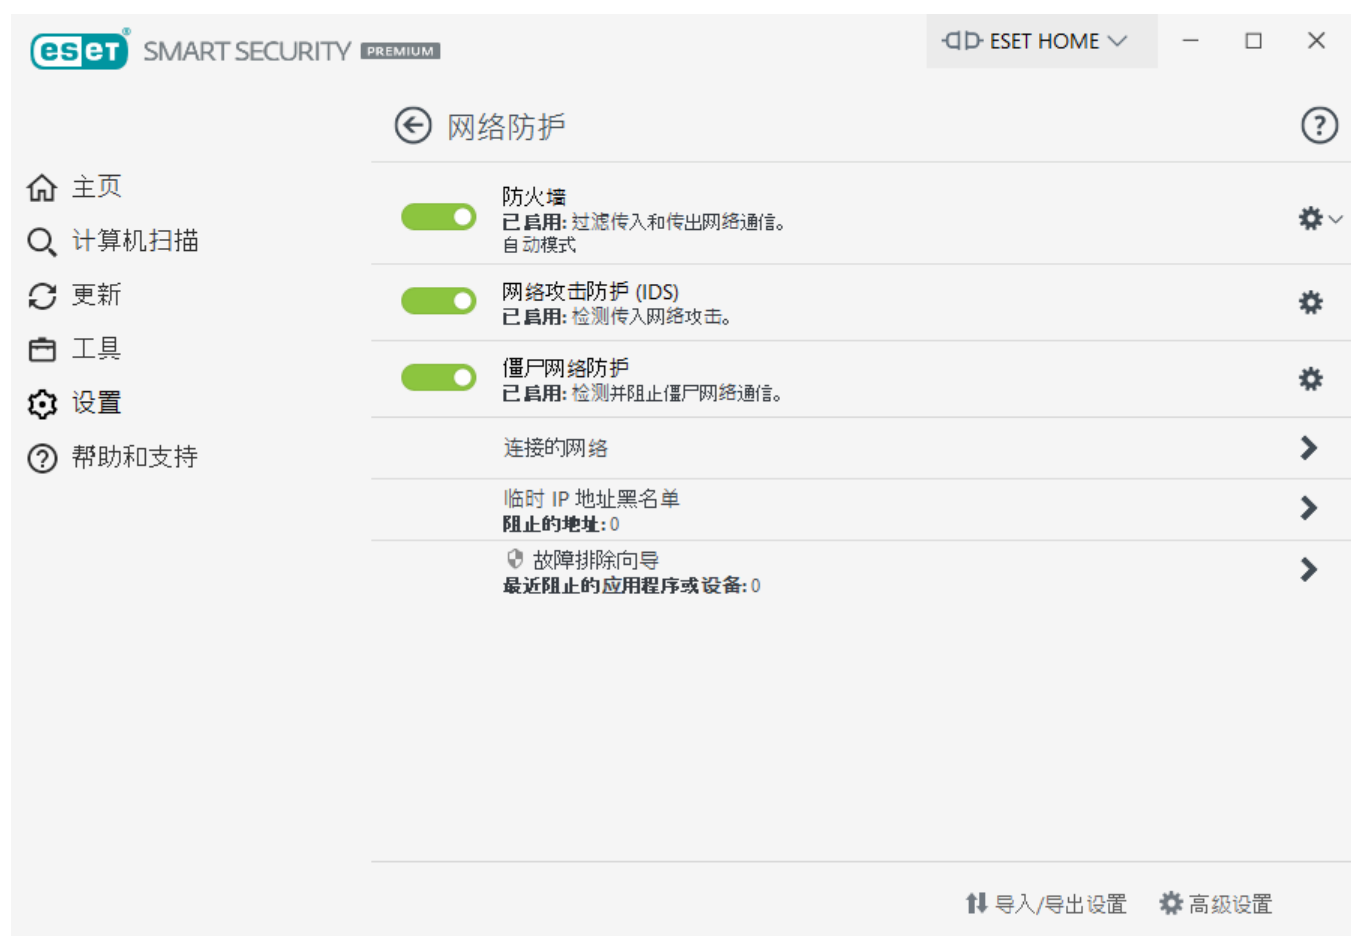 eset® SMART SECURITY PREMIUM
ESET HOME
网络防护
主页
计算机扫描
更新
工具
设置
帮助和支持
防火墙
已启用: 过滤传入和传出网络通信。
自动模式
网络攻击防护 (IDS)
已启用: 检测传入网络攻击。
僵尸网络防护
已启用: 检测并阻止僵尸网络通信。
连接的网络
临时 IP 地址黑名单
阻止的地址: 0
故障排除向导
最近阻止的应用程序或设备: 0
导入/导出设置
高级设置